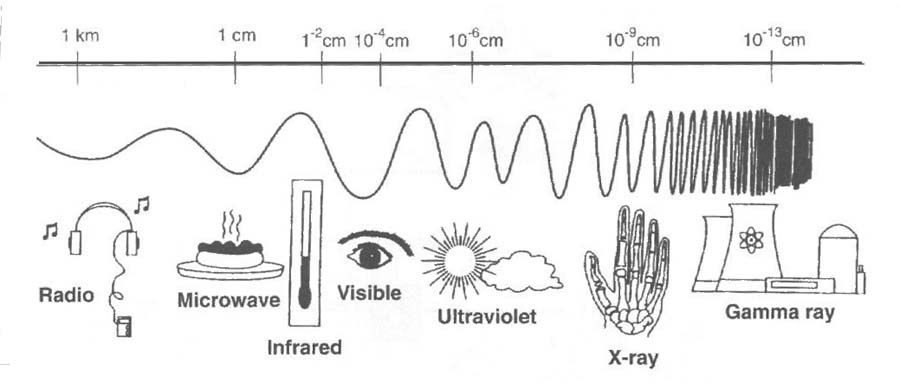 1 km 1 cm 1⁻²cm 10⁻⁴cm 10⁻⁶cm 10⁻⁹cm 10⁻¹³cm
Radio
Microwave
Infrared
Visible
Ultraviolet
X-ray
Gamma ray